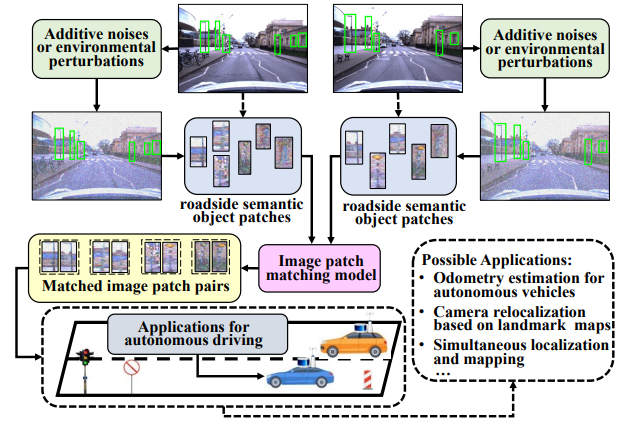 Additive noises
or environmental
perturbations
Additive noises
or environmental
perturbations
roadside semantic
object patches
roadside semantic
object patches
Image patch
matching model
Matched image patch pairs
Applications for
autonomous driving
Possible Applications:
• Odometry estimation for
autonomous vehicles
• Camera relocalization
based on landmark maps
• Simultaneous localization
and mapping
...